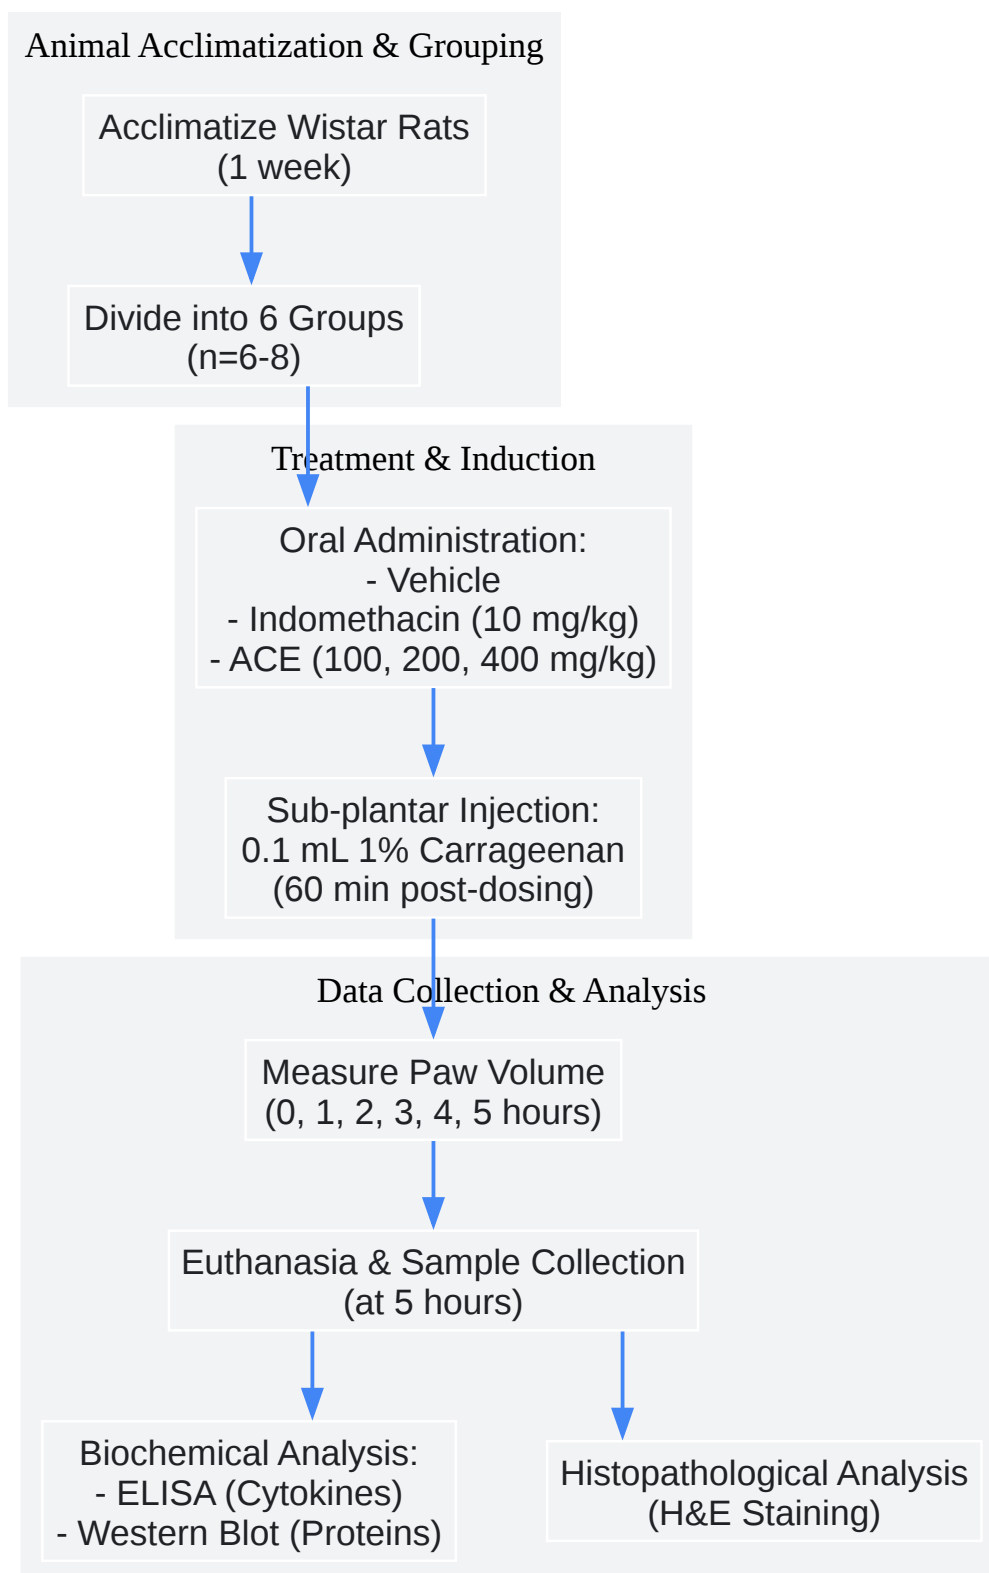 Animal Acclimatization & Grouping
Acclimatize Wistar Rats
(1 week)
Divide into 6 Groups
(n=6-8)
Treatment & Induction
Oral Administration:
- Vehicle
- Indomethacin (10 mg/kg)
- ACE (100, 200, 400 mg/kg)
Sub-plantar Injection:
0.1 mL 1% Carrageenan
(60 min post-dosing)
Data Collection & Analysis
Measure Paw Volume
(0, 1, 2, 3, 4, 5 hours)
Euthanasia & Sample Collection
(at 5 hours)
Biochemical Analysis:
- ELISA (Cytokines)
- Western Blot (Proteins)
Histopathological Analysis
(H&E Staining)